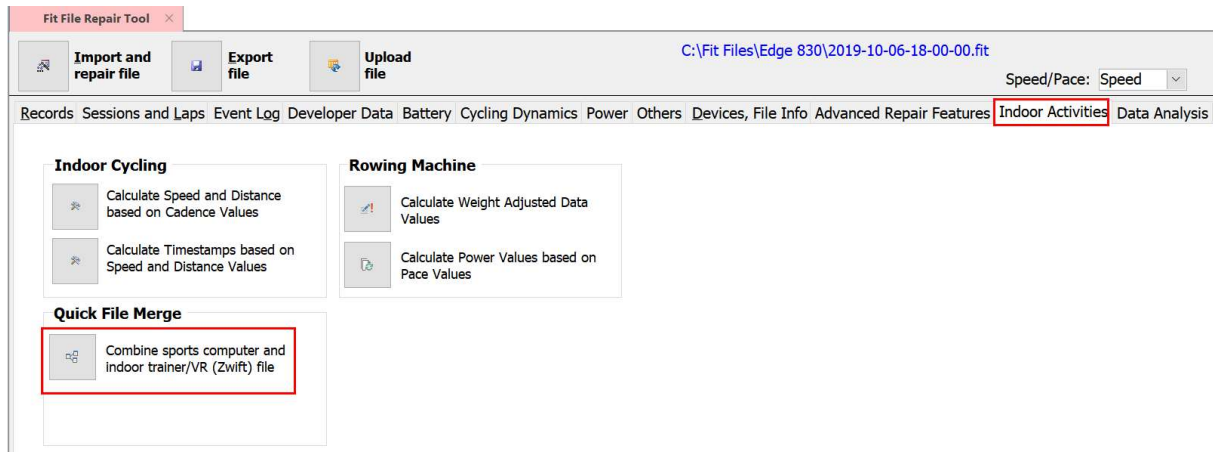 Fit File Repair Tool ×
Import and
repair file
Export
file
Upload
file
C:\Fit Files\Edge 830\2019-10-06-18-00-00.fit
Speed/Pace: Speed
Records Sessions and Laps Event Log Developer Data Battery Cycling Dynamics Power Others Devices, File Info Advanced Repair Features Indoor Activities Data Analysis
Indoor Cycling
Calculate Speed and Distance
based on Cadence Values
Calculate Timestamps based on
Speed and Distance Values
Rowing Machine
Calculate Weight Adjusted Data
Values
Calculate Power Values based on
Pace Values
Quick File Merge
Combine sports computer and
indoor trainer/VR (Zwift) file